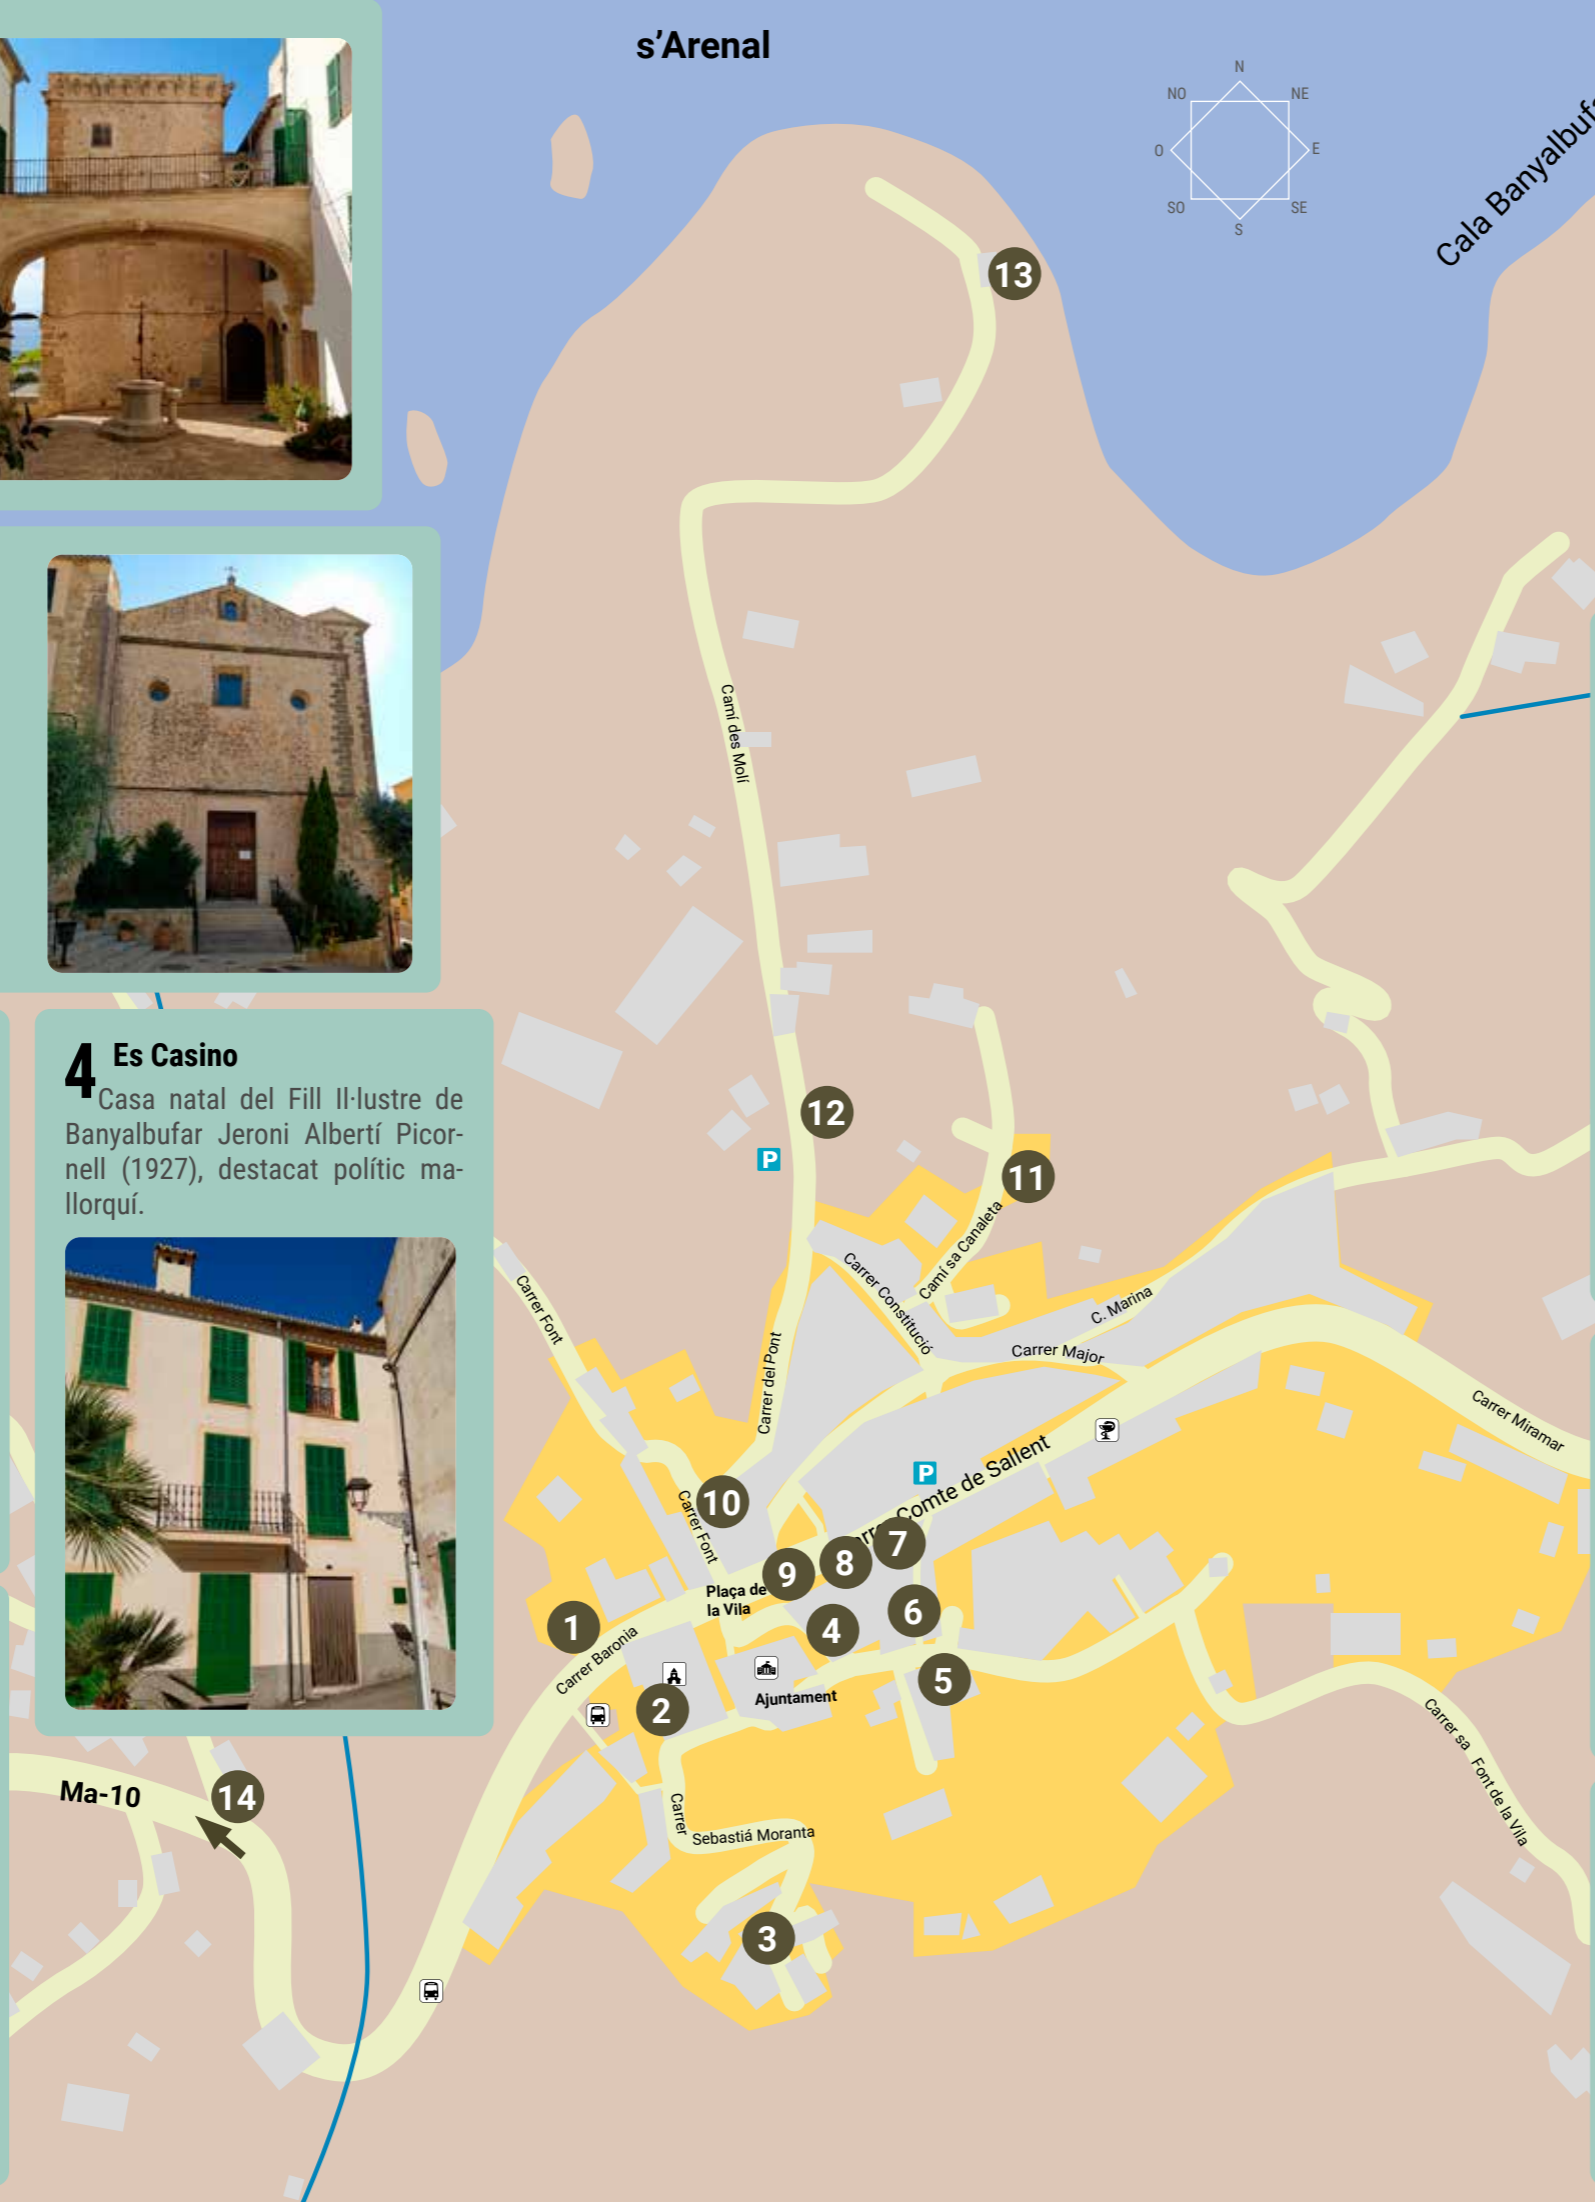 s'Arenal
N
NO
NE
O
E
SO
SE
S
13
Camí des Molí
4 Es Casino
Casa natal del Fill Il·lustre de
Banyalbufar Jeroni Albertí Picor-
nell (1927), destacat polític ma-
llorquí.
12
P
11
Carrer Font
Carrer Constitució
Camí sa Canaleta
C. Marina
Carrer Major
Carrer del Pont
Carrer Miramar
P
Comte de Sallent
10
Carrer Font
7
8
9
Plaça de
la Vila
1
4
6
Carrer Baronia
5
2
Ajuntament
Carrer sa Font de la Vila
Ma-10
14
Carrer
Sebastiá Moranta
3